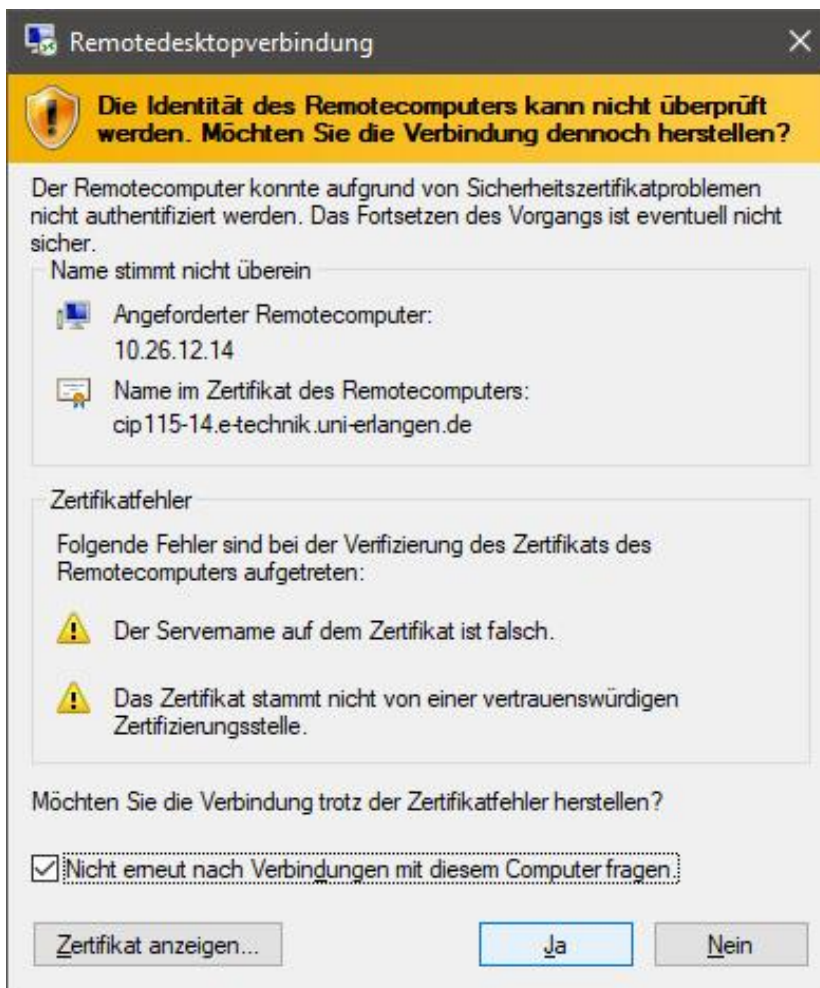 Remotedesktopverbindung
Die Identität des Remotecomputers kann nicht überprüft
werden. Möchten Sie die Verbindung dennoch herstellen?
Der Remotecomputer konnte aufgrund von Sicherheitszertifikatproblemen
nicht authentifiziert werden. Das Fortsetzen des Vorgangs ist eventuell nicht
sicher.
Name stimmt nicht überein
Angeforderter Remotecomputer:
10.26.12.14
Name im Zertifikat des Remotecomputers:
cip115-14.e-technik.uni-erlangen.de
Zertifikatfehler
Folgende Fehler sind bei der Verifizierung des Zertifikats des
Remotecomputers aufgetreten:
Der Servername auf dem Zertifikat ist falsch.
Das Zertifikat stammt nicht von einer vertrauenswürdigen
Zertifizierungsstelle.
Möchten Sie die Verbindung trotz der Zertifikatfehler herstellen?
Nicht erneut nach Verbindungen mit diesem Computer fragen.
Zertifikat anzeigen... Ja Nein